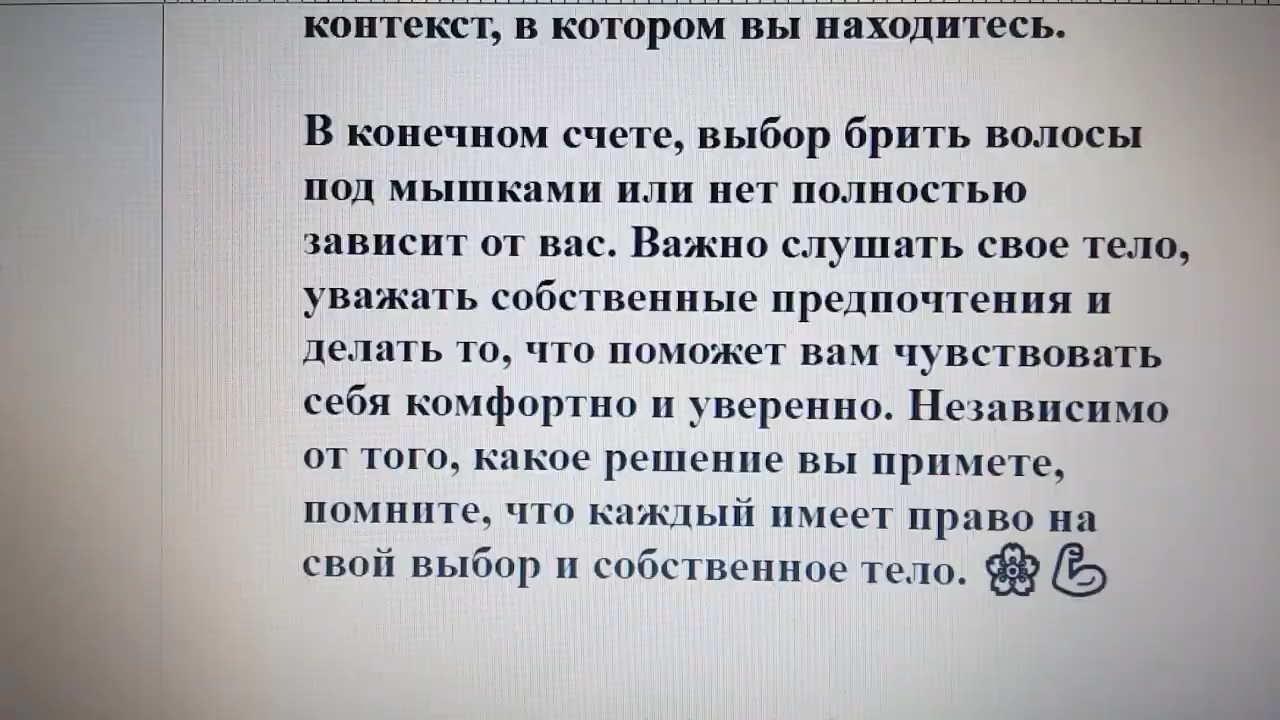 контекст, в котором вы находитесь.
В конечном счете, выбор брить волосы
под мышками или нет полностью
зависит от вас. Важно слушать свое тело,
уважать собственные предпочтения и
делать то, что поможет вам чувствовать
себя комфортно и уверенно. Независимо
от того, какое решение вы примете,
помните, что каждый имеет право на
свой выбор и собственное тело. 🌸💪